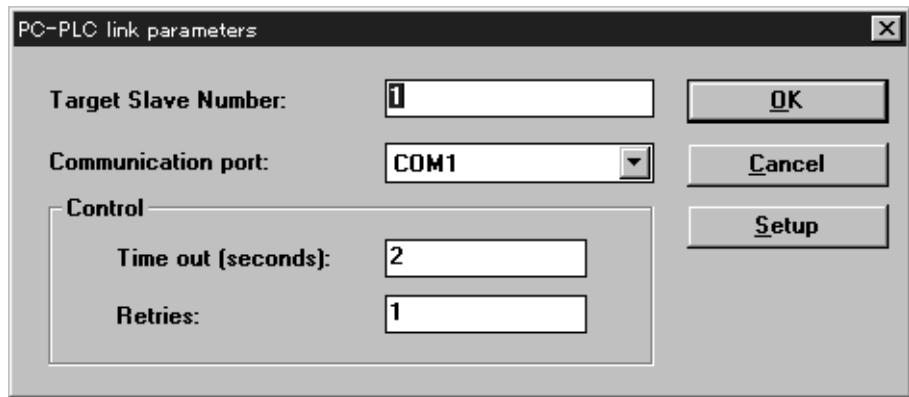 PC-PLC link parameters
Target Slave Number: 1 OK
Communication port: COM1 Cancel
Control
Setup
Time out (seconds): 2
Retries: 1